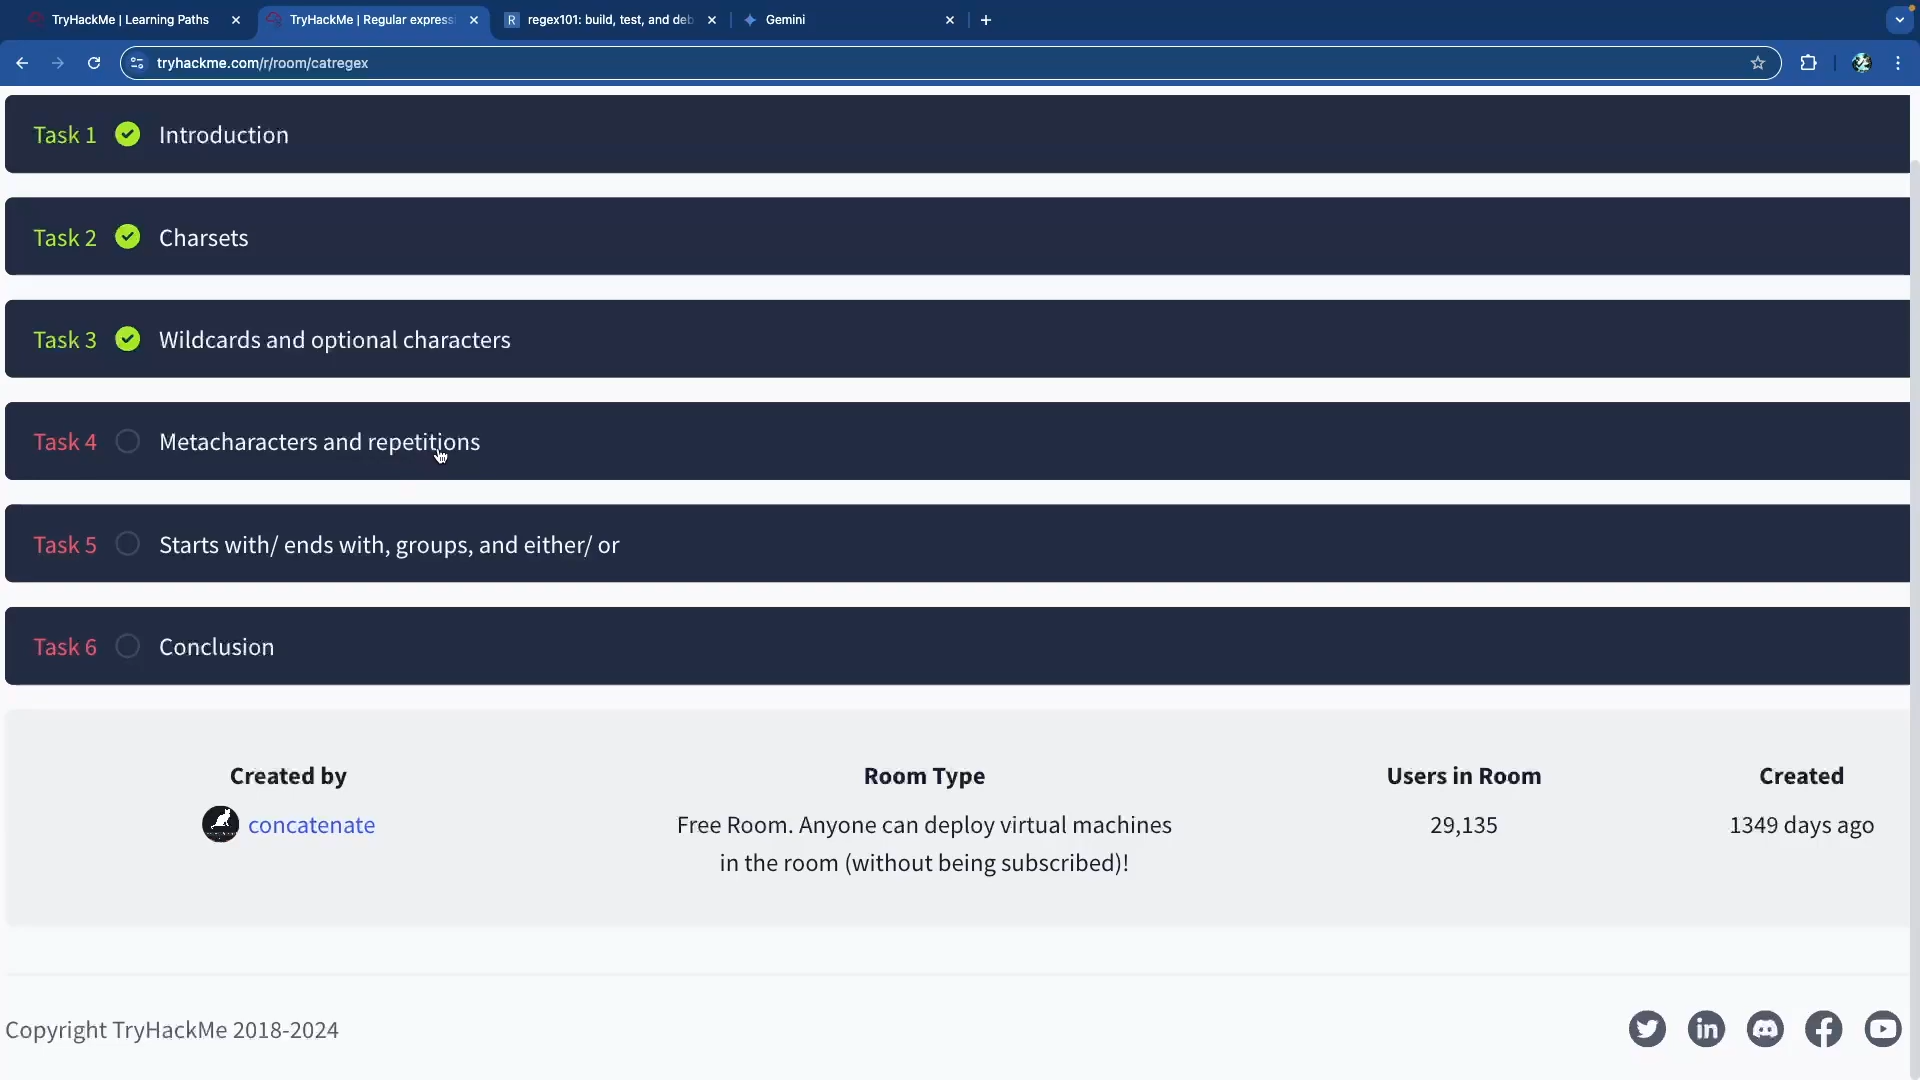 TryHackMe | Learning Paths
TryHackMe | Regular express
R regex101: build, test, and deb
Gemini
tryhackme.com/r/room/catregex
Task 1 Introduction
Task 2 Charsets
Task 3 Wildcards and optional characters
Task 4 Metacharacters and repetitions
Task 5 Starts with/ ends with, groups, and either/ or
Task 6 Conclusion
Created by
concatenate
Room Type
Free Room. Anyone can deploy virtual machines
in the room (without being subscribed)!
Users in Room
29,135
Created
1349 days ago
Copyright TryHackMe 2018-2024